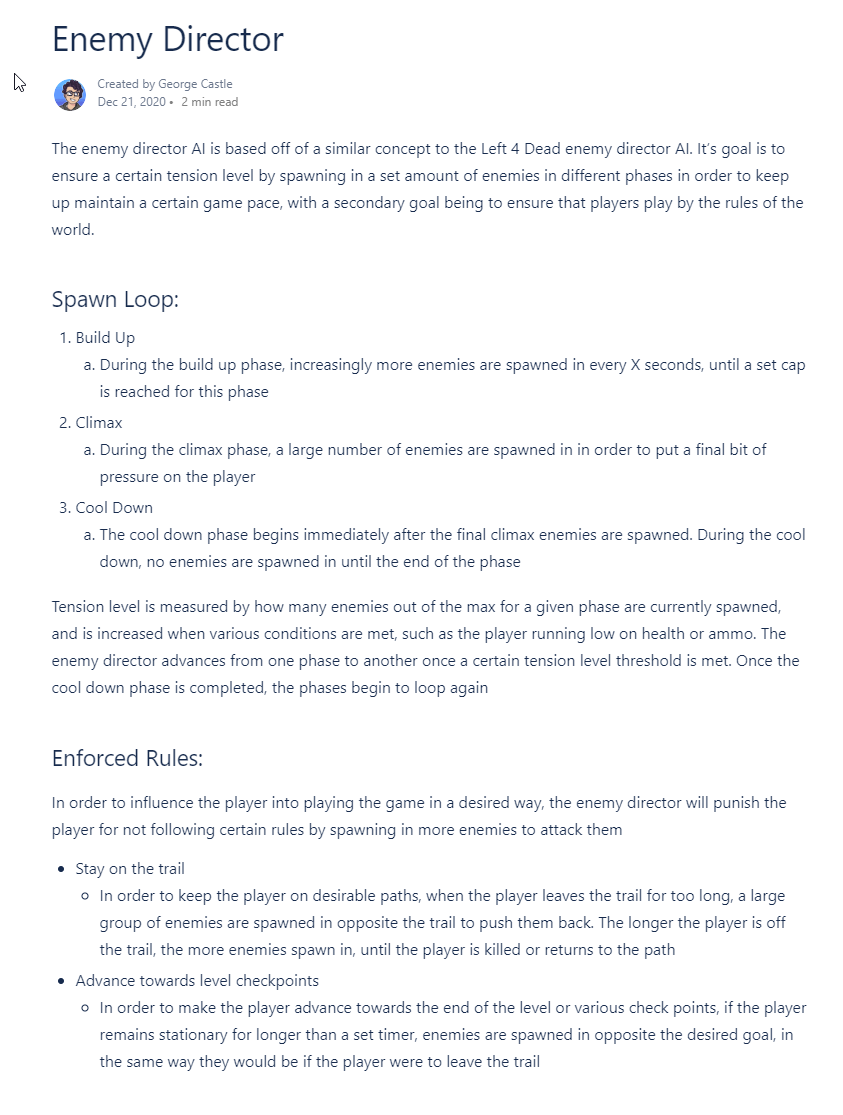 Enemy Director
Created by George Castle
Dec 21, 2020 • 2 min read
The enemy director AI is based off of a similar concept to the Left 4 Dead enemy director AI. It's goal is to
ensure a certain tension level by spawning in a set amount of enemies in different phases in order to keep
up maintain a certain game pace, with a secondary goal being to ensure that players play by the rules of the
world.
Spawn Loop:
1. Build Up
a. During the build up phase, increasingly more enemies are spawned in every X seconds, until a set cap
is reached for this phase
2. Climax
a. During the climax phase, a large number of enemies are spawned in in order to put a final bit of
pressure on the player
3. Cool Down
a. The cool down phase begins immediately after the final climax enemies are spawned. During the cool
down, no enemies are spawned in until the end of the phase
Tension level is measured by how many enemies out of the max for a given phase are currently spawned,
and is increased when various conditions are met, such as the player running low on health or ammo. The
enemy director advances from one phase to another once a certain tension level threshold is met. Once the
cool down phase is completed, the phases begin to loop again
Enforced Rules:
In order to influence the player into playing the game in a desired way, the enemy director will punish the
player for not following certain rules by spawning in more enemies to attack them
• Stay on the trail
◦ In order to keep the player on desirable paths, when the player leaves the trail for too long, a large
group of enemies are spawned in opposite the trail to push them back. The longer the player is off
the trail, the more enemies spawn in, until the player is killed or returns to the path
• Advance towards level checkpoints
◦ In order to make the player advance towards the end of the level or various check points, if the player
remains stationary for longer than a set timer, enemies are spawned in opposite the desired goal, in
the same way they would be if the player were to leave the trail